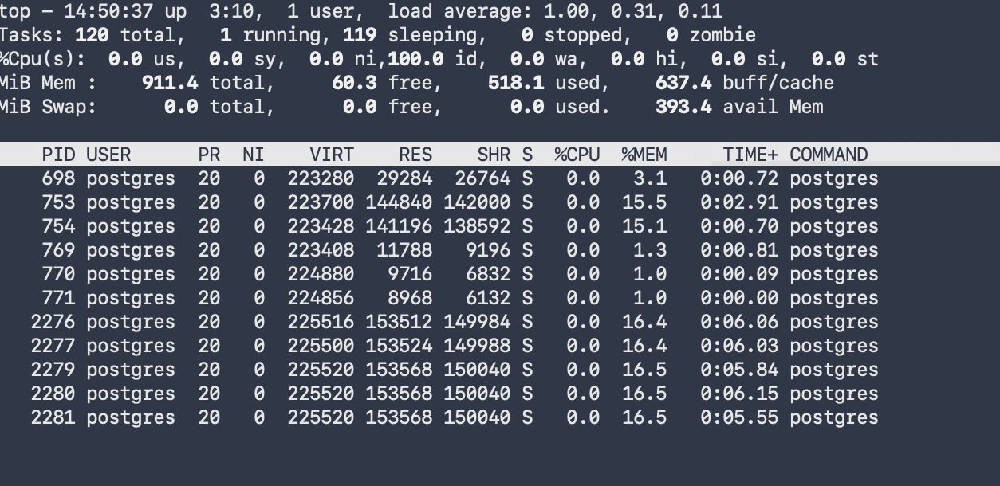 top – 14:50:37 up  3:10,  1 user,  load average: 1.00, 0.31, 0.11
Tasks: 120 total,   1 running, 119 sleeping,   0 stopped,   0 zombie
%Cpu(s):  0.0 us,  0.0 sy,  0.0 ni,100.0 id,  0.0 wa,  0.0 hi,  0.0 si,  0.0 st
MiB Mem :    911.4 total,     60.3 free,    518.1 used,    637.4 buff/cache
MiB Swap:      0.0 total,      0.0 free,      0.0 used.    393.4 avail Mem
PID USER      PR  NI    VIRT    RES    SHR S  %CPU  %MEM     TIME+ COMMAND
698 postgres  20   0  223280  29284  26764 S   0.0   3.1   0:00.72 postgres
753 postgres  20   0  223700 144840 142000 S   0.0  15.5   0:02.91 postgres
754 postgres  20   0  223428 141196 138592 S   0.0  15.1   0:00.70 postgres
769 postgres  20   0  223408  11788   9196 S   0.0   1.3   0:00.81 postgres
770 postgres  20   0  224880   9716   6832 S   0.0   1.0   0:00.09 postgres
771 postgres  20   0  224856   8968   6132 S   0.0   1.0   0:00.00 postgres
2276 postgres  20   0  225516 153512 149984 S   0.0  16.4   0:06.06 postgres
2277 postgres  20   0  225500 153524 149988 S   0.0  16.4   0:06.03 postgres
2279 postgres  20   0  225520 153568 150040 S   0.0  16.5   0:05.84 postgres
2280 postgres  20   0  225520 153568 150040 S   0.0  16.5   0:06.15 postgres
2281 postgres  20   0  225520 153568 150040 S   0.0  16.5   0:05.55 postgres